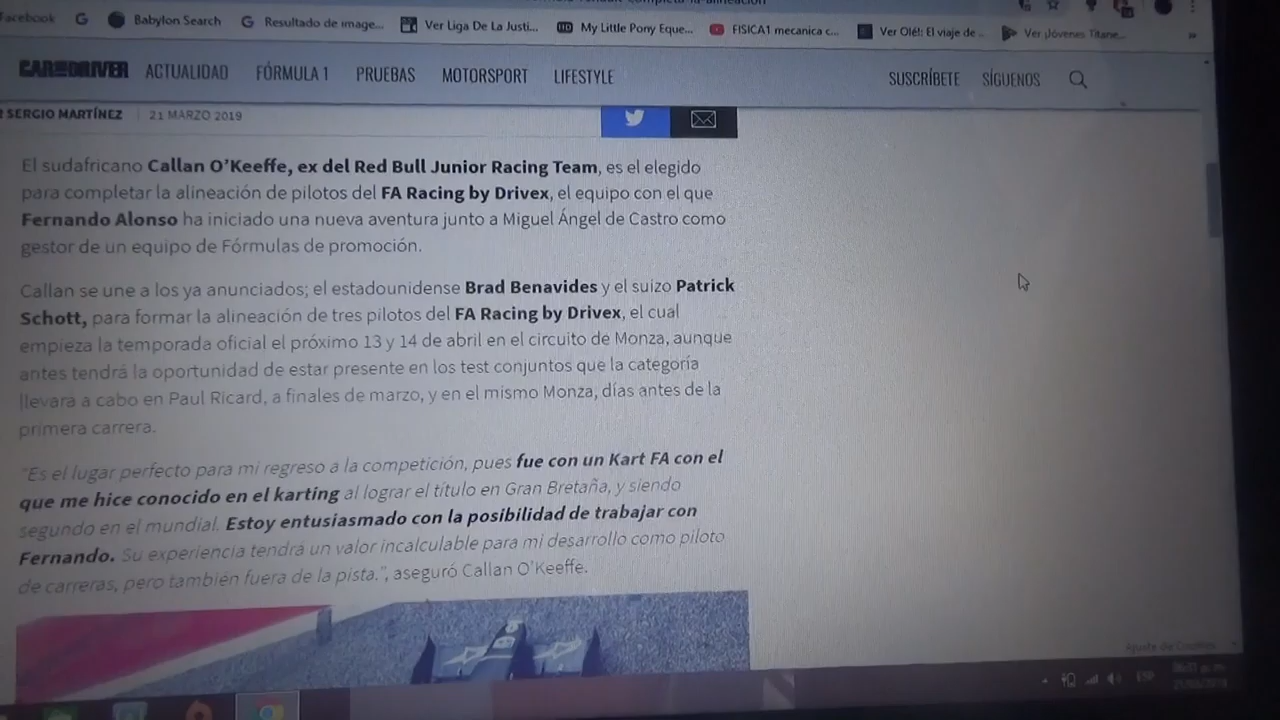 Facebook G Babylon Search G Resultado de image... Ver Liga De La Justi... My Little Pony Eque... FISICA1 mecanica c... Ver Olé!: El viaje de ... Ver ¡Jóvenes Titane... »
CAR AND DRIVER ACTUALIDAD FÓRMULA 1 PRUEBAS MOTORSPORT LIFESTYLE SUSCRÍBETE SÍGUENOS
SERGIO MARTÍNEZ 21 MARZO 2019
El sudafricano Callan O'Keeffe, ex del Red Bull Junior Racing Team, es el elegido
para completar la alineación de pilotos del FA Racing by Drivex, el equipo con el que
Fernando Alonso ha iniciado una nueva aventura junto a Miguel Ángel de Castro como
gestor de un equipo de Fórmulas de promoción.
Callan se une a los ya anunciados; el estadounidense Brad Benavides y el suizo Patrick
Schott, para formar la alineación de tres pilotos del FA Racing by Drivex, el cual
empieza la temporada oficial el próximo 13 y 14 de abril en el circuito de Monza, aunque
antes tendrá la oportunidad de estar presente en los test conjuntos que la categoría
llevará a cabo en Paul Ricard, a finales de marzo, y en el mismo Monza, días antes de la
primera carrera.
"Es el lugar perfecto para mi regreso a la competición, pues fue con un Kart FA con el
que me hice conocido en el karting al lograr el título en Gran Bretaña, y siendo
segundo en el mundial. Estoy entusiasmado con la posibilidad de trabajar con
Fernando. Su experiencia tendrá un valor incalculable para mi desarrollo como piloto
de carreras, pero también fuera de la pista.", aseguró Callan O'Keeffe.
Ajuste de Cookies
ESP